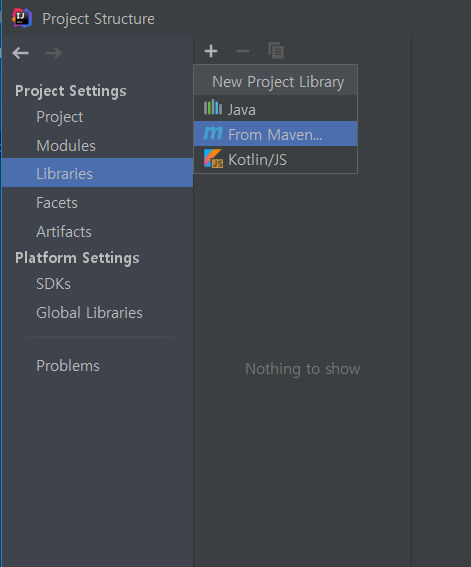 Project Structure
Project Settings
Project
Modules
Libraries
Facets
Artifacts
Platform Settings
SDKs
Global Libraries
Problems
New Project Library
Java
From Maven...
Kotlin/JS
Nothing to show